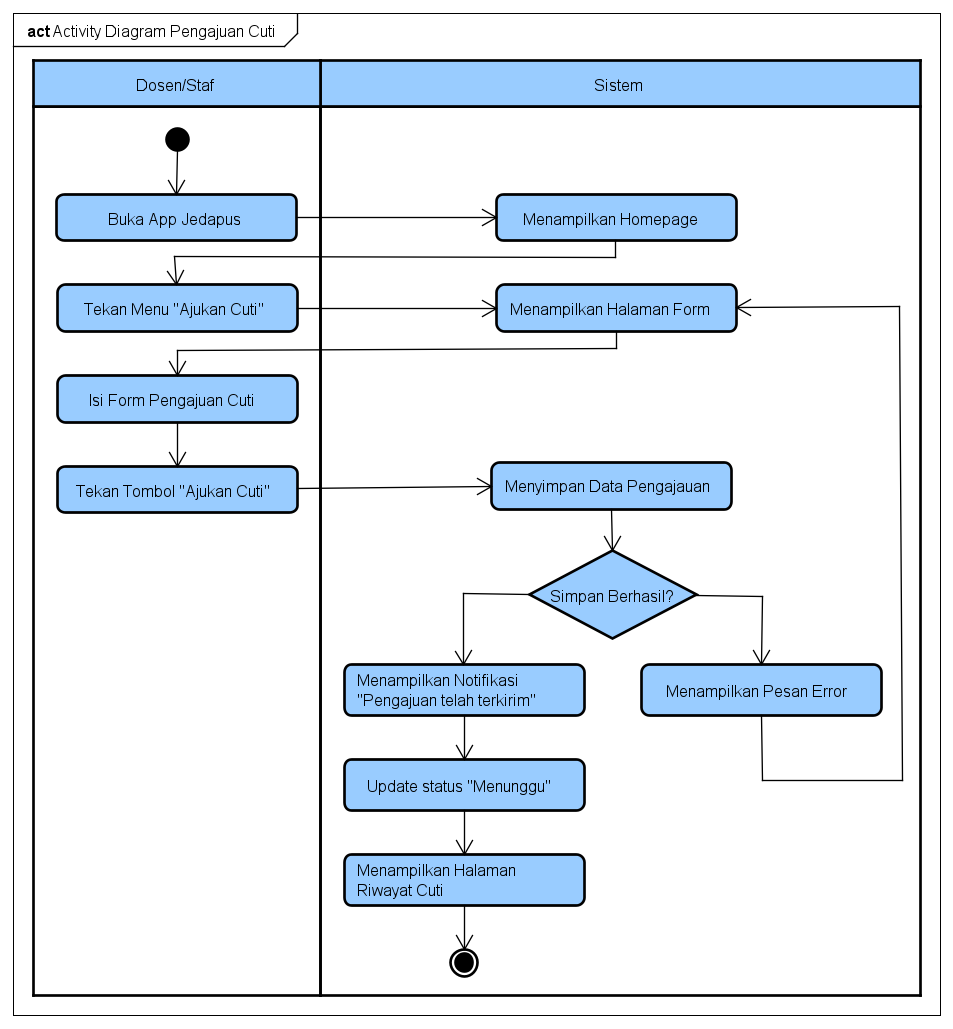 act Activity Diagram Pengajuan Cuti
Dosen/Staf
Sistem
Buka App Jedapus
Menampilkan Homepage
Tekan Menu "Ajukan Cuti"
Menampilkan Halaman Form
Isi Form Pengajuan Cuti
Tekan Tombol "Ajukan Cuti"
Menyimpan Data Pengajauan
Simpan Berhasil?
Menampilkan Notifikasi
"Pengajuan telah terkirim"
Menampilkan Pesan Error
Update status "Menunggu"
Menampilkan Halaman
Riwayat Cuti